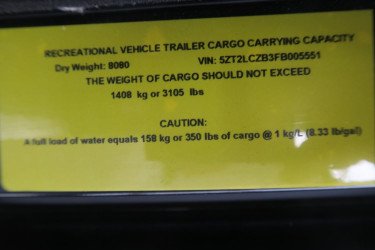 RECREATIONAL VEHICLE TRAILER CARGO CARRYING CAPACITY
Dry Weight: 8080 VIN: 5ZT2LCZB3FB005551
THE WEIGHT OF CARGO SHOULD NOT EXCEED
1408 kg or 3105 lbs
CAUTION:
A full load of water equals 158 kg or 350 lbs of cargo @ 1 kg/L (8.33 lb/gal)